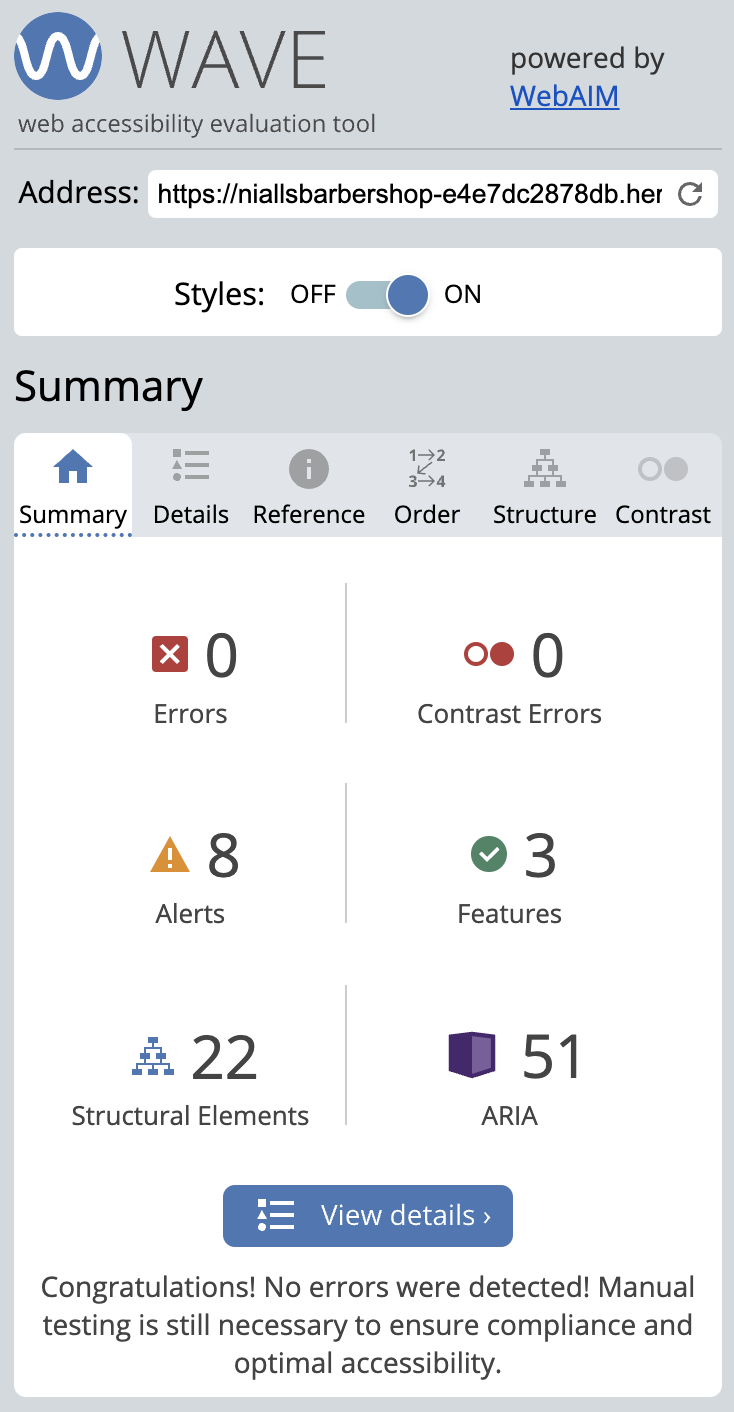 WAVE
powered by
WebAIM
web accessibility evaluation tool
Address: https://niallsbarbershop-e4e7dc2878db.her
Styles: OFF ON
Summary
1 2
3 4
Summary Details Reference Order Structure Contrast
0 0
Errors Contrast Errors
8 3
Alerts Features
22 51
Structural Elements ARIA
View details ›
Congratulations! No errors were detected! Manual
testing is still necessary to ensure compliance and
optimal accessibility.